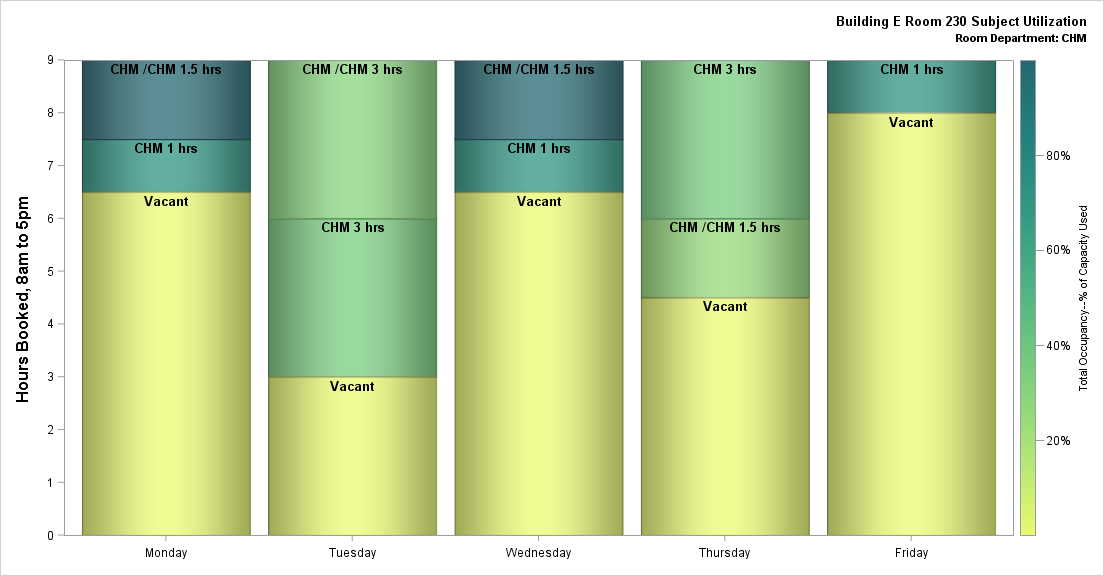 Building E Room 230 Subject Utilization
Room Department: CHM
Hours Booked, 8am to 5pm
9
8
7
6
5
4
3
2
1
0
CHM /CHM 1.5 hrs
CHM 1 hrs
Vacant
CHM /CHM 3 hrs
CHM 3 hrs
Vacant
CHM /CHM 1.5 hrs
CHM 1 hrs
Vacant
CHM 3 hrs
CHM /CHM 1.5 hrs
Vacant
CHM 1 hrs
Vacant
Monday
Tuesday
Wednesday
Thursday
Friday
80%
60%
40%
20%
Total Occupancy--% of Capacity Used